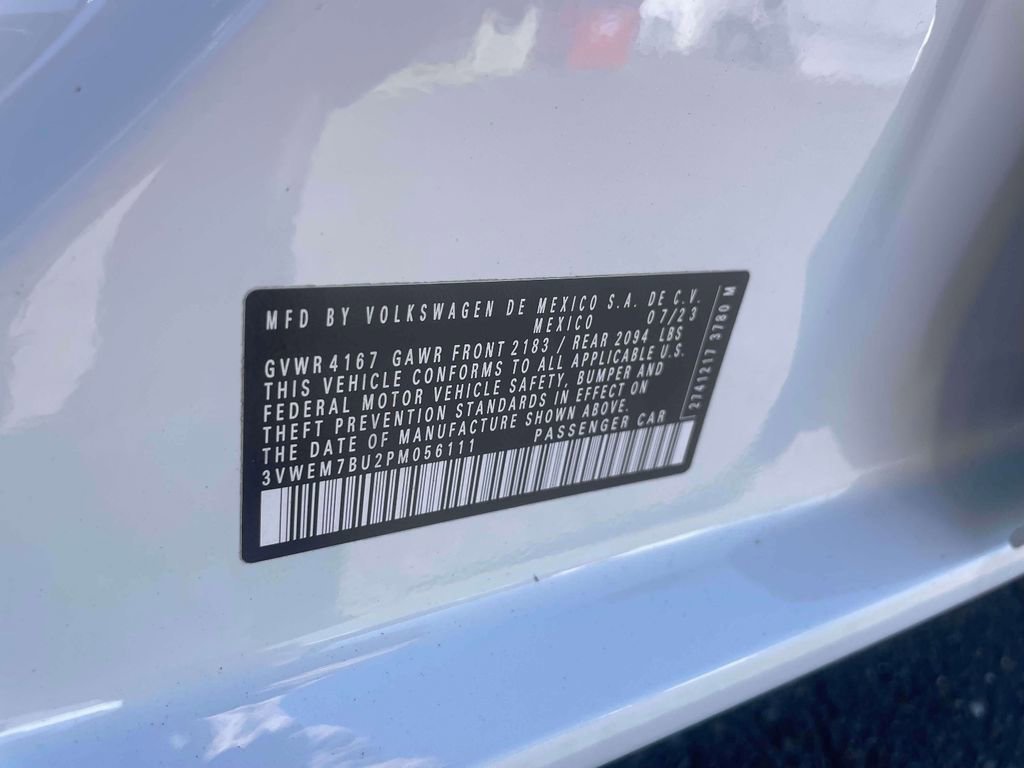 MFD BY VOLKSWAGEN DE MEXICO S.A. DE C.V.
MEXICO 07/23
GVWR 4167 GAWR FRONT 2183 / REAR 2094 LBS
THIS VEHICLE CONFORMS TO ALL APPLICABLE U.S.
FEDERAL MOTOR VEHICLE SAFETY, BUMPER AND
THEFT PREVENTION STANDARDS IN EFFECT ON
THE DATE OF MANUFACTURE SHOWN ABOVE.
3VWEM7BU2PM056111 PASSENGER CAR
2741217 3780 M